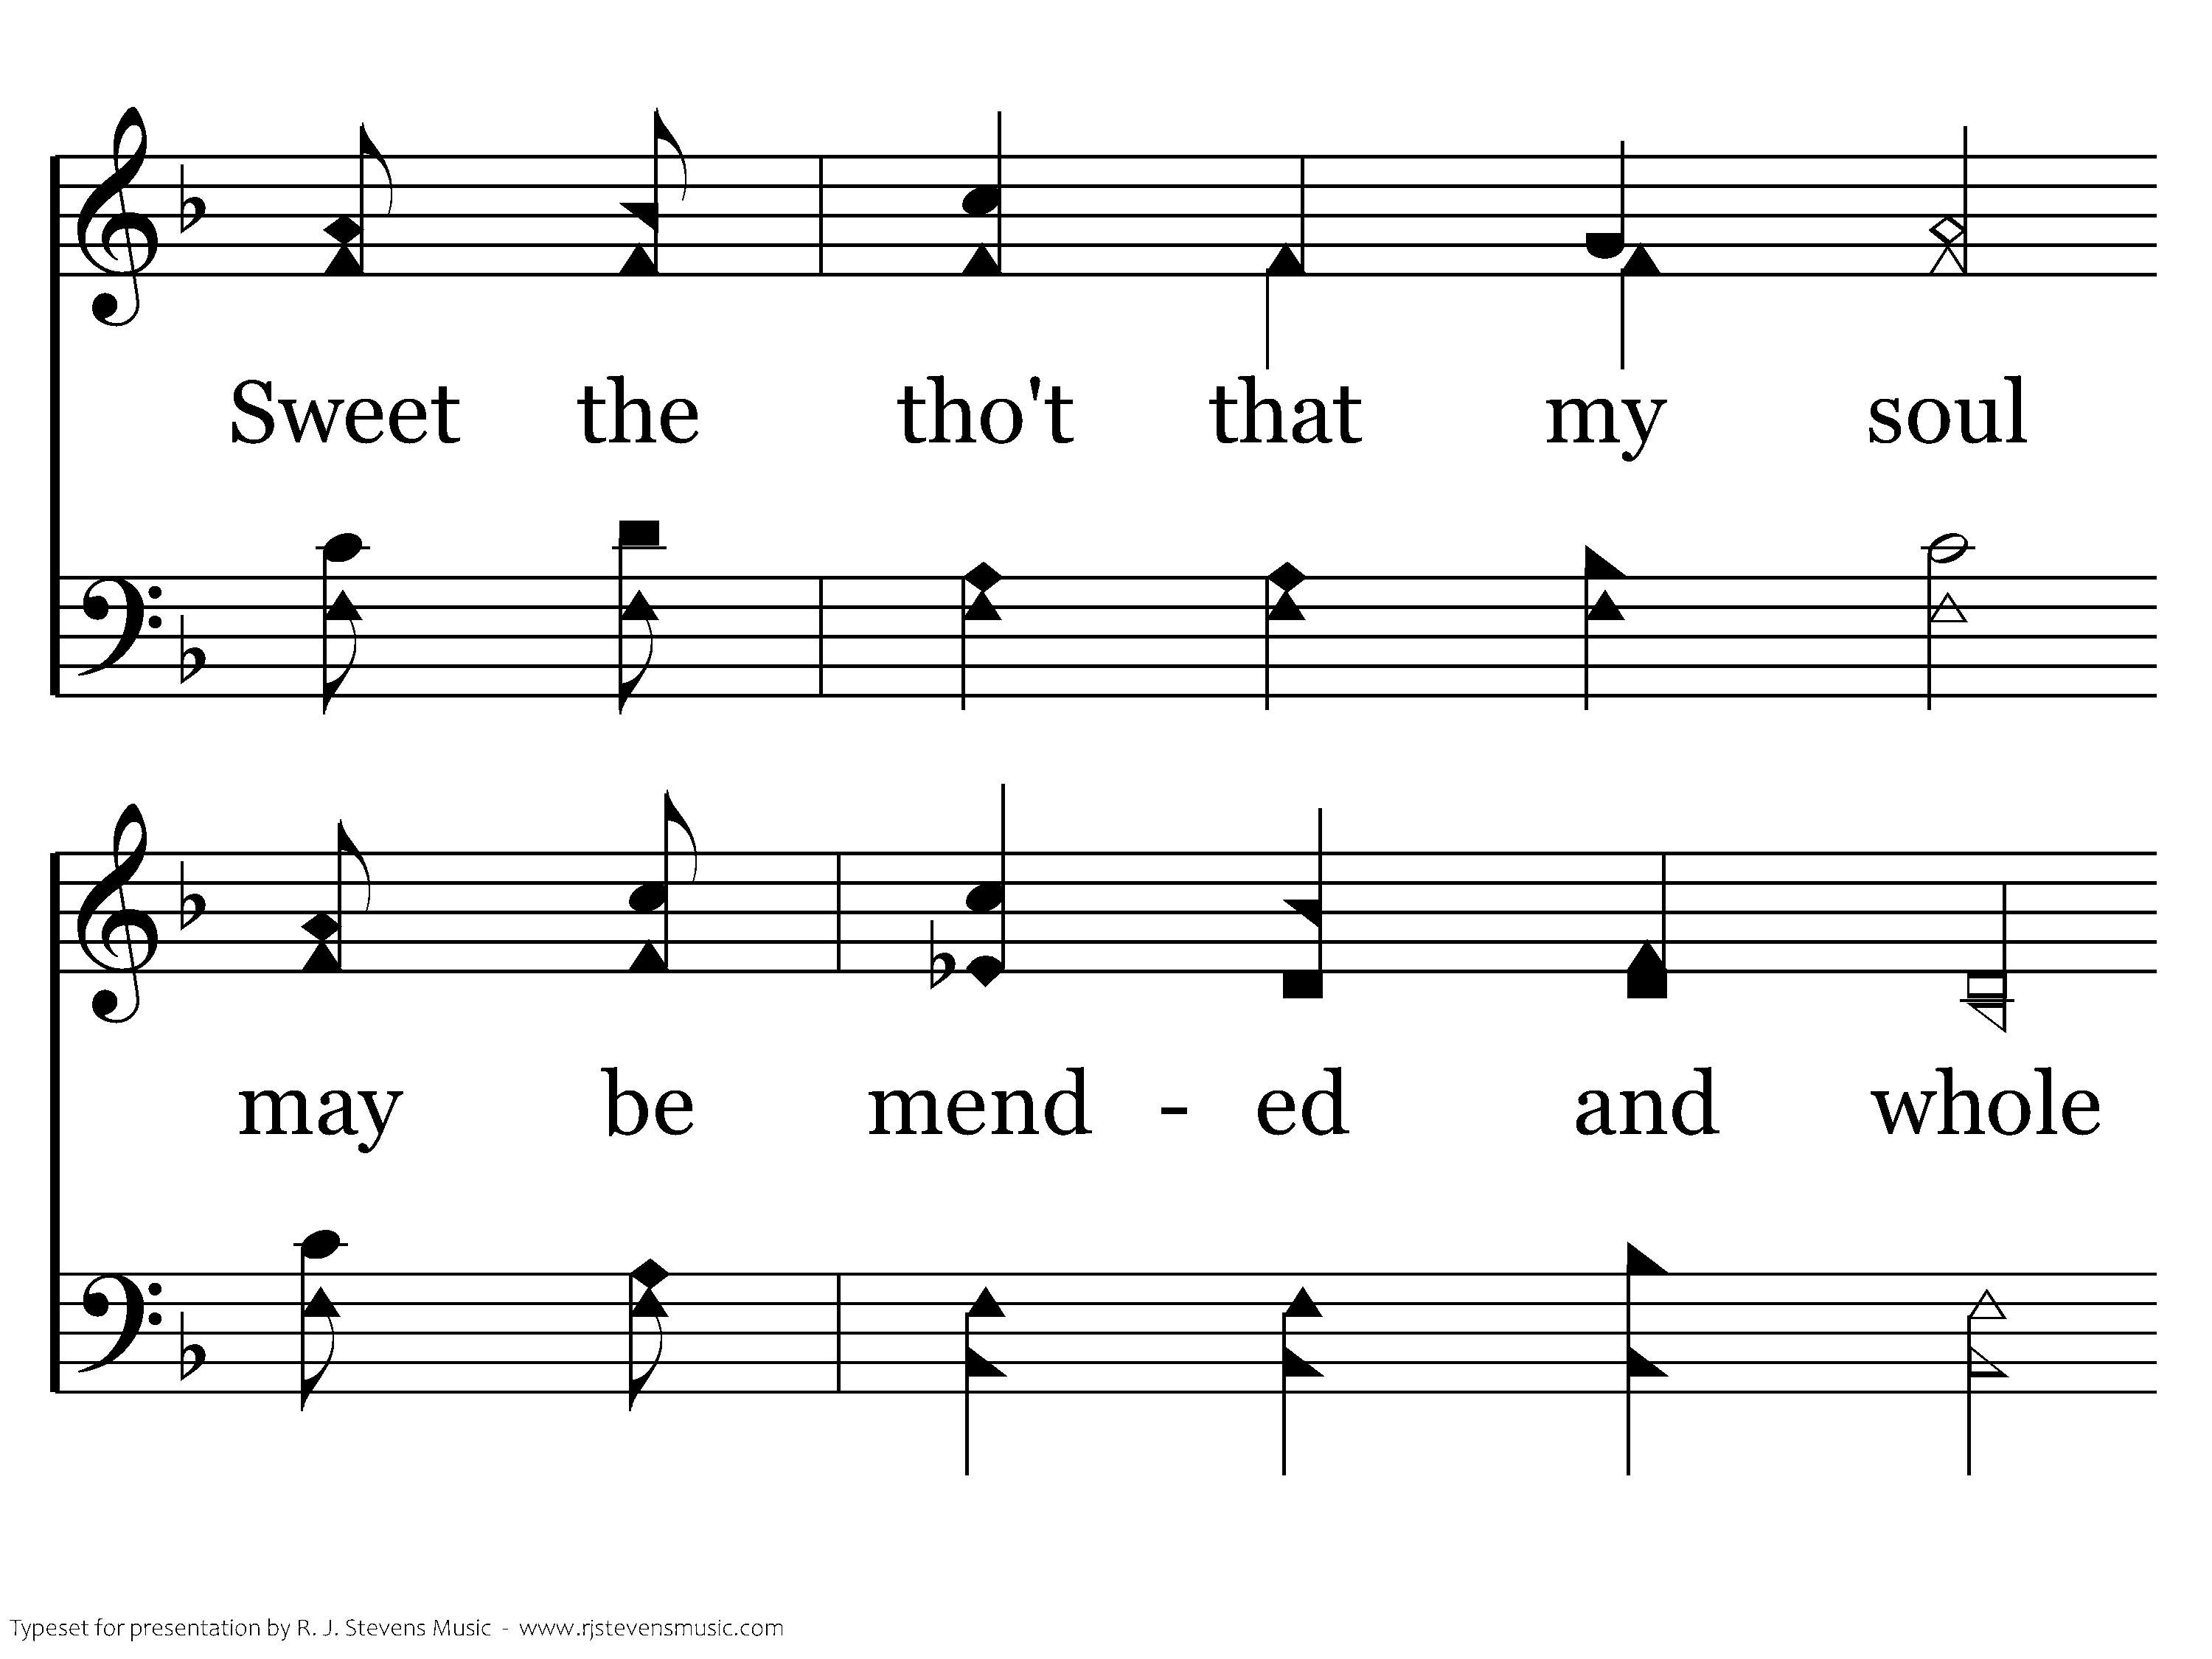 Sweet the tho't that my soul
may be mend - ed and whole
Typeset for presentation by R. J. Stevens Music - www.rjstevensmusic.com